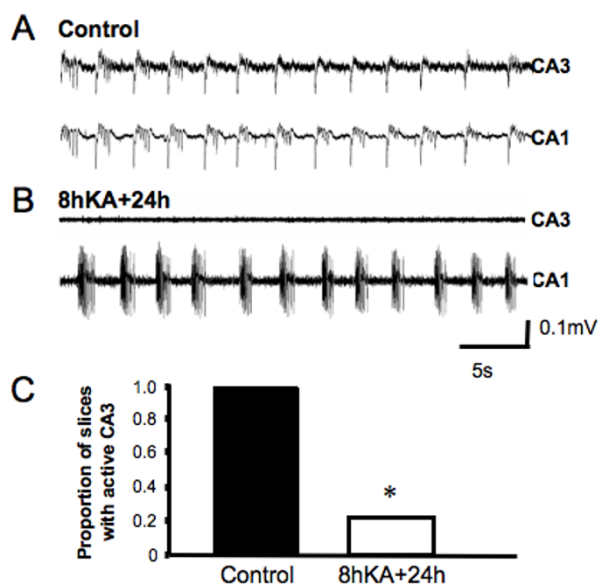 A
Control
CA3
CA1
B
8hKA+24h
CA3
CA1
0.1mV
5s
C
Proportion of slices
with active CA3
1.0
0.8
0.6
0.4
0.2
0
*
Control
8hKA+24h